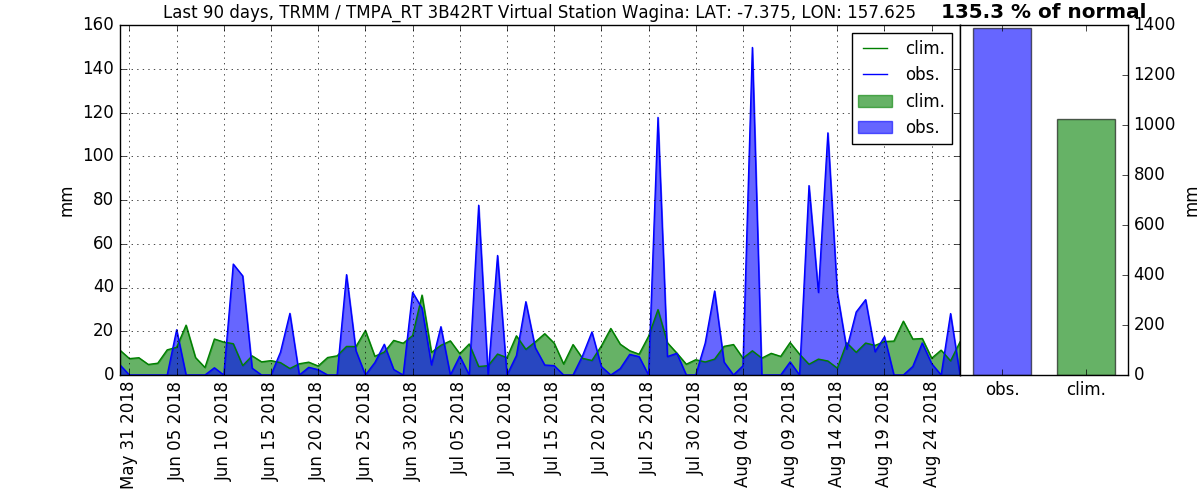 Last 90 days, TRMM / TMPA_RT 3B42RT Virtual Station Wagina: LAT: -7.375, LON: 157.625
135.3 % of normal
160
140
120
100
80
60
40
20
0
mm
clim.
obs.
clim.
obs.
1400
1200
1000
800
600
400
200
0
mm
May 31 2018
Jun 05 2018
Jun 10 2018
Jun 15 2018
Jun 20 2018
Jun 25 2018
Jun 30 2018
Jul 05 2018
Jul 10 2018
Jul 15 2018
Jul 20 2018
Jul 25 2018
Jul 30 2018
Aug 04 2018
Aug 09 2018
Aug 14 2018
Aug 19 2018
Aug 24 2018
obs.
clim.